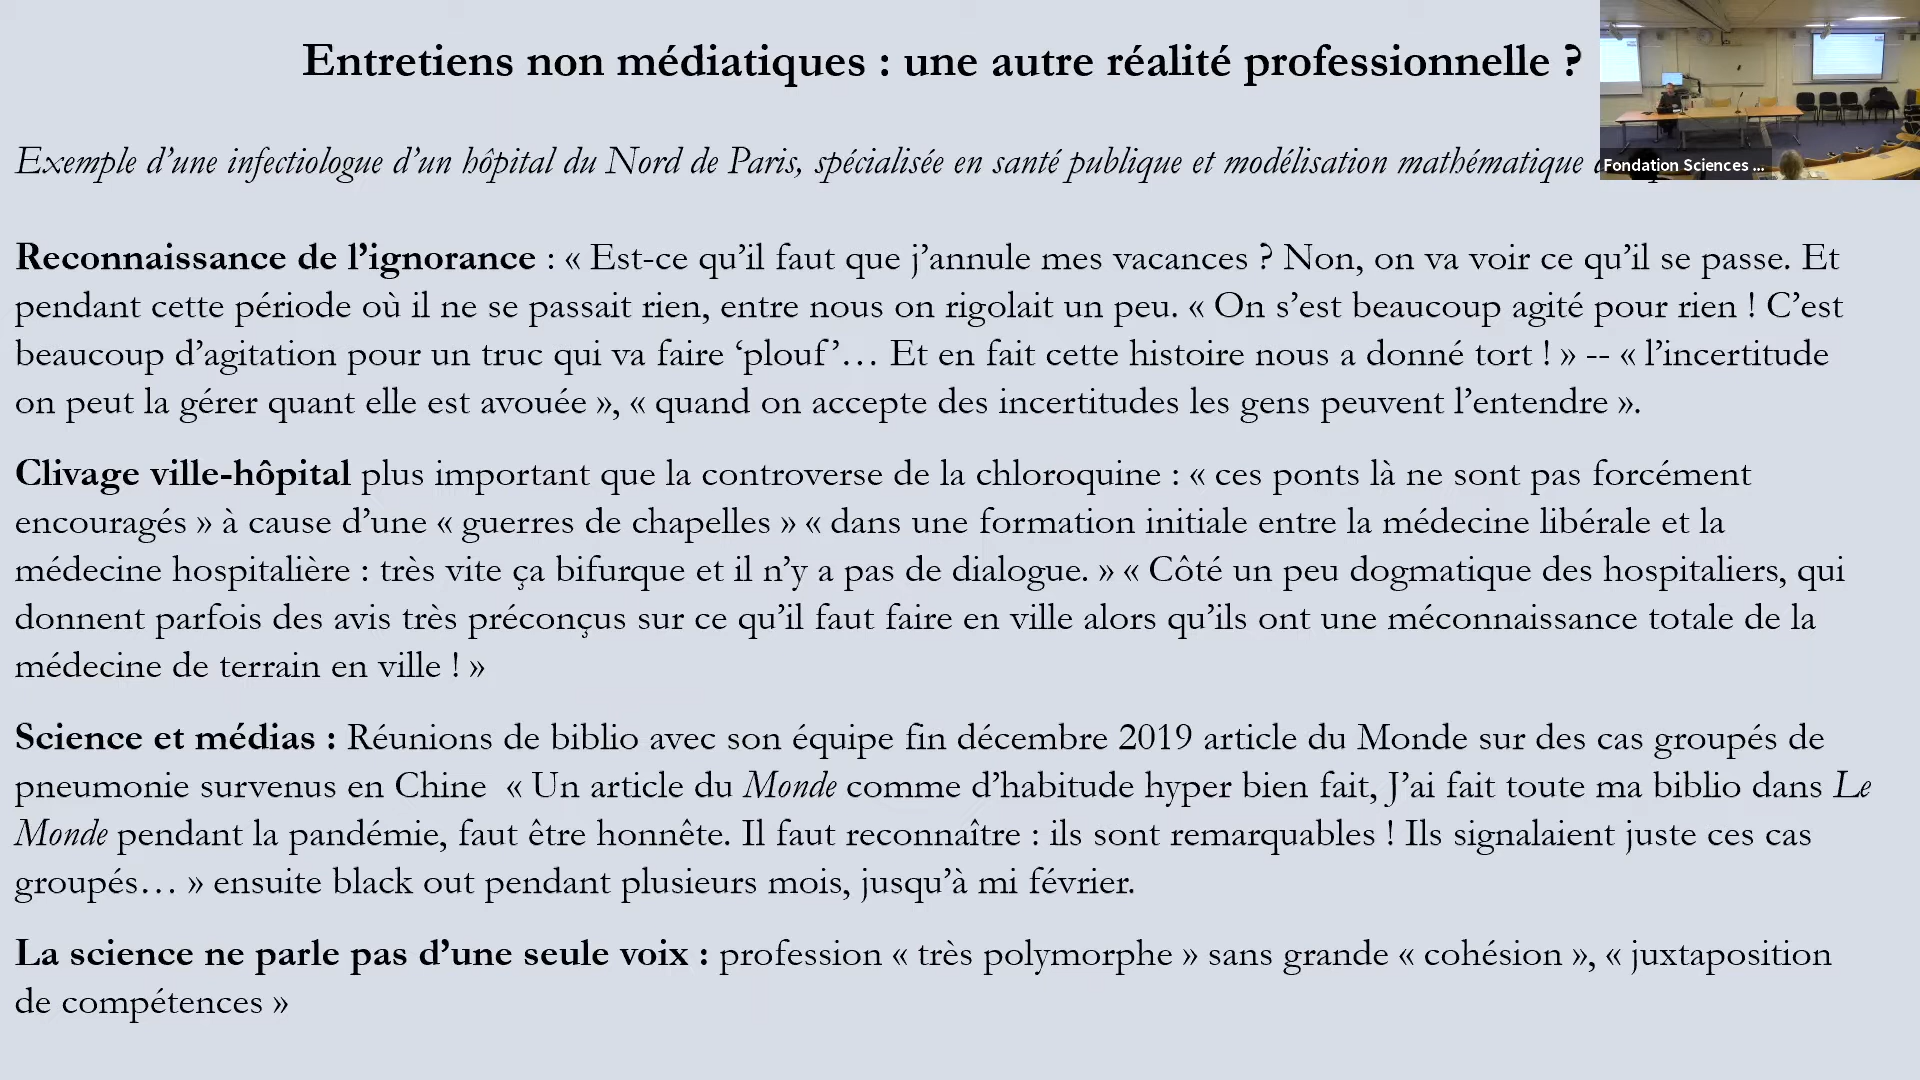 Entretiens non médiatiques : une autre réalité professionnelle ?
Exemple d’une infectiologue d’un hôpital du Nord de Paris, spécialisée en santé publique et modélisation mathématique
Fondation Sciences ...
Reconnaissance de l’ignorance : « Est-ce qu’il faut que j’annule mes vacances ? Non, on va voir ce qu’il se passe. Et
pendant cette période où il ne se passait rien, entre nous on rigolait un peu. « On s’est beaucoup agité pour rien ! C’est
beaucoup d’agitation pour un truc qui va faire ‘plouf’… Et en fait cette histoire nous a donné tort ! » -- « l’incertitude
on peut la gérer quant elle est avouée », « quand on accepte des incertitudes les gens peuvent l’entendre ».
Clivage ville-hôpital plus important que la controverse de la chloroquine : « ces ponts là ne sont pas forcément
encouragés » à cause d’une « guerres de chapelles » « dans une formation initiale entre la médecine libérale et la
médecine hospitalière : très vite ça bifurque et il n’y a pas de dialogue. » « Côté un peu dogmatique des hospitaliers, qui
donnent parfois des avis très préconçus sur ce qu’il faut faire en ville alors qu’ils ont une méconnaissance totale de la
médecine de terrain en ville ! »
Science et médias : Réunions de biblio avec son équipe fin décembre 2019 article du Monde sur des cas groupés de
pneumonie survenus en Chine « Un article du Monde comme d’habitude hyper bien fait, J’ai fait toute ma biblio dans Le
Monde pendant la pandémie, faut être honnête. Il faut reconnaître : ils sont remarquables ! Ils signalaient juste ces cas
groupés… » ensuite black out pendant plusieurs mois, jusqu’à mi février.
La science ne parle pas d’une seule voix : profession « très polymorphe » sans grande « cohésion », « juxtaposition
de compétences »